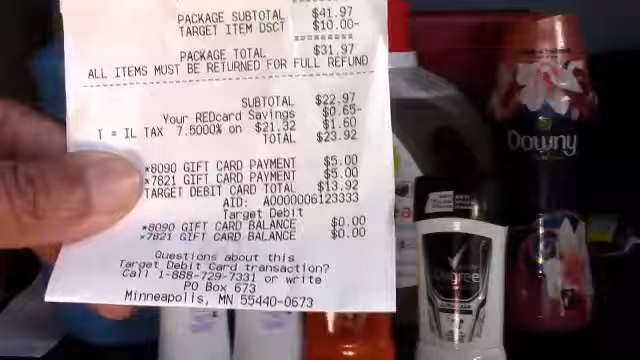 PACKAGE SUBTOTAL $41.97
TARGET ITEM DSCT $10.00-
PACKAGE TOTAL $31.97
ALL ITEMS MUST BE RETURNED FOR FULL REFUND
SUBTOTAL $22.97
Your REDcard Savings $0.65-
T = IL TAX 7.5000% on $21.32 $1.60
TOTAL $23.92
*8090 GIFT CARD PAYMENT $5.00
*7821 GIFT CARD PAYMENT $5.00
TARGET DEBIT CARD TOTAL $13.92
AID: A0000006123333
Target Debit
*8090 GIFT CARD BALANCE $0.00
*7821 GIFT CARD BALANCE $0.00
Questions about this
Target Debit Card transaction?
Call 1-888-729-7331 or write
PO Box 673
Minneapolis, MN 55440-0673
Downy
Degree